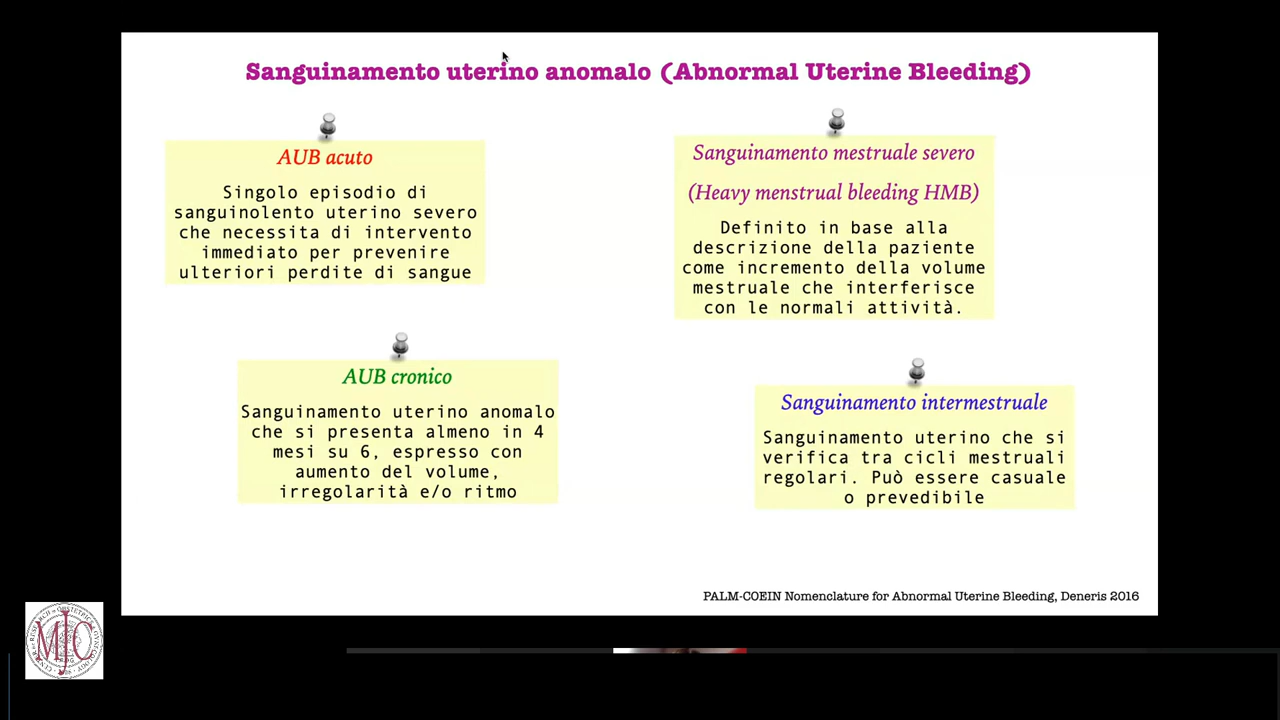 Sanguinamento uterino anomalo (Abnormal Uterine Bleeding)
AUB acuto
Singolo episodio di
sanguinolento uterino severo
che necessita di intervento
immediato per prevenire
ulteriori perdite di sangue
Sanguinamento mestruale severo
(Heavy menstrual bleeding HMB)
Definito in base alla
descrizione della paziente
come incremento della volume
mestruale che interferisce
con le normali attività.
AUB cronico
Sanguinamento uterino anomalo
che si presenta almeno in 4
mesi su 6, espresso con
aumento del volume,
irregolarità e/o ritmo
Sanguinamento intermestruale
Sanguinamento uterino che si
verifica tra cicli mestruali
regolari. Può essere casuale
o prevedibile
PALM-COEIN Nomenclature for Abnormal Uterine Bleeding, Deneris 2016
MJC